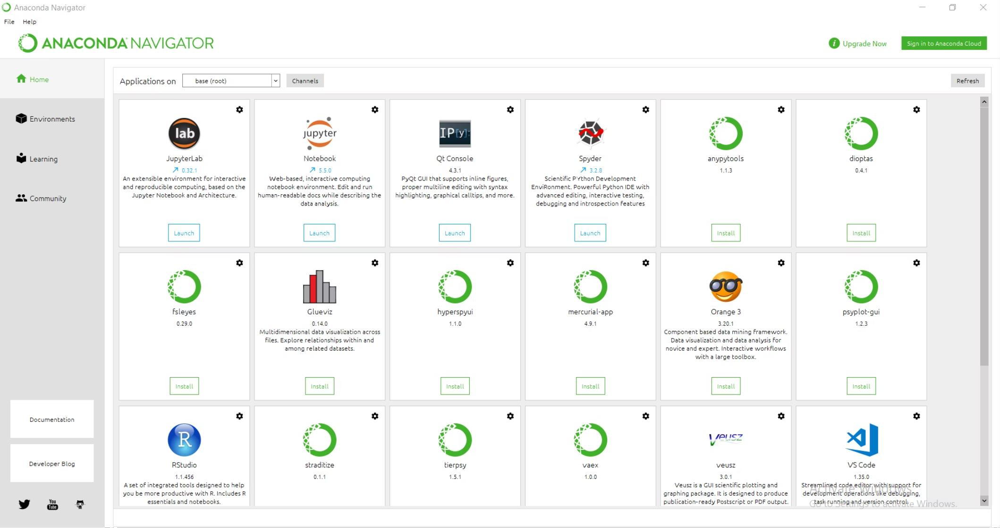 Anaconda Navigator
File Help
ANACONDA NAVIGATOR
Upgrade Now
Sign in to Anaconda Cloud
Home
Environments
Learning
Community
Documentation
Developer Blog
You
Tube
Applications on base (root) Channels Refresh
lab
JupyterLab
0.32.1
An extensible environment for interactive
and reproducible computing, based on the
Jupyter Notebook and Architecture.
Launch
jupyter
Notebook
5.5.0
Web-based, interactive computing
notebook environment. Edit and run
human-readable docs while describing the
data analysis.
Launch
IP[y]:
Qt Console
4.3.1
PyQt GUI that supports inline figures,
proper multiline editing with syntax
highlighting, graphical calltips, and more.
Launch
Spyder
3.2.8
Scientific PYthon Development
EnviRonment. Powerful Python IDE with
advanced editing, interactive testing,
debugging and introspection features
Launch
anypytools
1.1.3
Install
dioptas
0.4.1
Install
fsleyes
0.29.0
Install
Glueviz
0.14.0
Multidimensional data visualization across
files. Explore relationships within and
among related datasets.
Install
hyperspyui
1.1.0
Install
mercurial-app
4.9.1
Install
Orange 3
3.20.1
Component based data mining framework.
Data visualization and data analysis for
novice and expert. Interactive workflows
with a large toolbox.
Install
psyplot-gui
1.2.3
Install
R
RStudio
1.1.456
A set of integrated tools designed to help
you be more productive with R. Includes R
essentials and notebooks.
straditize
0.1.1
tierpsy
1.5.1
vaex
1.0.0
Veusz
veusz
3.0.1
Veusz is a GUI scientific plotting and
graphing package. It is designed to produce
publication-ready Postscript or PDF output.
VS Code
1.35.0
Streamlined code editor with support for
development operations like debugging,
task running and version control.
Activate Windows
Go to Settings to activate Windows.